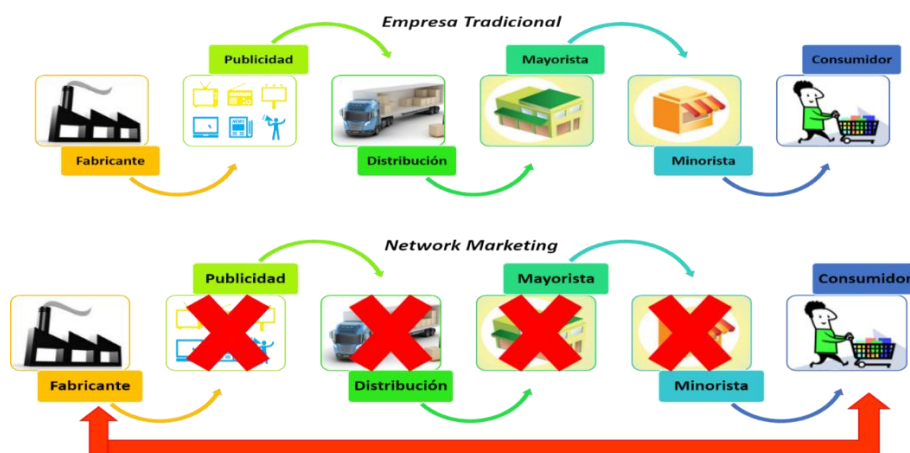 Empresa Tradicional
Publicidad
Mayorista
Consumidor
Fabricante
Distribución
Minorista
Network Marketing
Publicidad
Mayorista
Consumidor
Fabricante
Distribución
Minorista